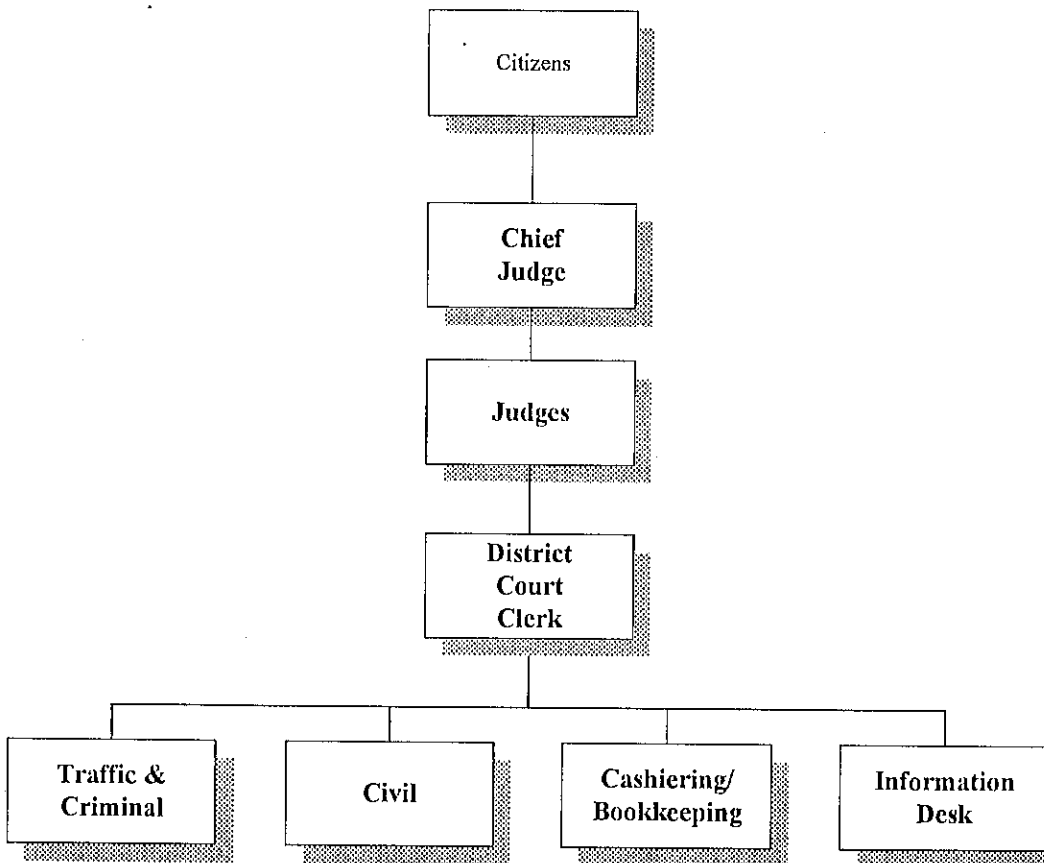 Citizens
Chief
Judge
Judges
District
Court
Clerk
Traffic &
Criminal
Civil
Cashiering/
Bookkeeping
Information
Desk